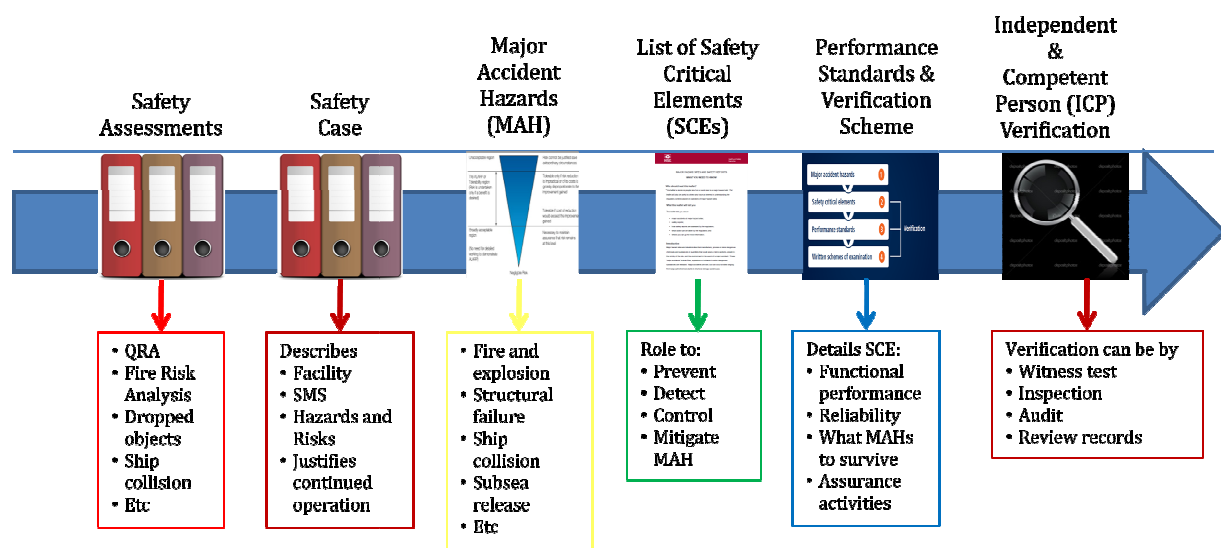 Safety
Assessments
Safety
Case
Major
Accident
Hazards
(MAH)
List of Safety
Critical
Elements
(SCEs)
Performance
Standards &
Verification
Scheme
Independent
&
Competent
Person (ICP)
Verification
Major accident hazards 1
Safety critical elements 2
Performance standards 3
Written schemes of examination 4
Verification
• QRA
• Fire Risk
Analysis
• Dropped
objects
• Ship
collision
• Etc
Describes
• Facility
• SMS
• Hazards and
Risks
• Justifies
continued
operation
• Fire and
explosion
• Structural
failure
• Ship
collision
• Subsea
release
• Etc
Role to:
• Prevent
• Detect
• Control
• Mitigate
MAH
Details SCE:
• Functional
performance
• Reliability
• What MAHs
to survive
• Assurance
activities
Verification can be by
• Witness test
• Inspection
• Audit
• Review records